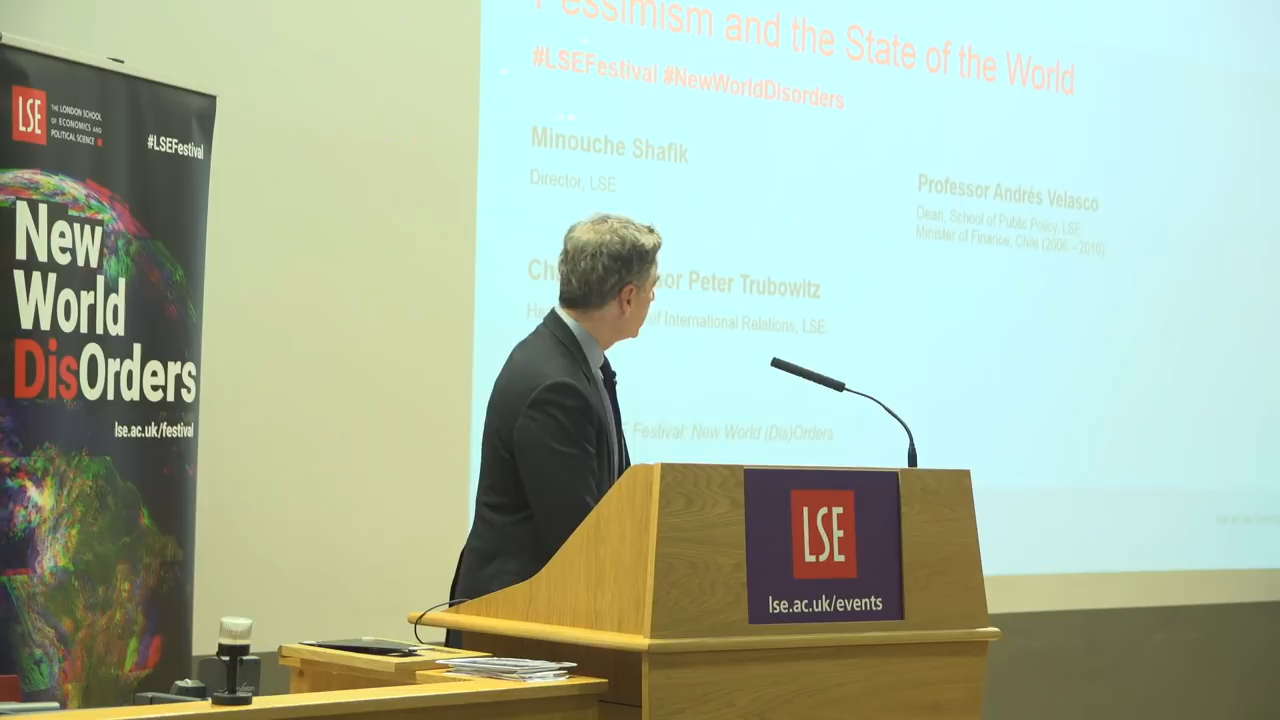 LSE
THE LONDON SCHOOL
OF ECONOMICS AND
POLITICAL SCIENCE
#LSEFestival
New
World
DisOrders
lse.ac.uk/festival
Pessimism and the State of the World
#LSEFestival #NewWorldDisorders
Minouche Shafik
Director, LSE
Professor Andrés Velasco
Dean, School of Public Policy, LSE
Minister of Finance, Chile (2006 – 2010)
Peter Trubowitz
of International Relations, LSE
Festival: New World (Dis)Orders
LSE
lse.ac.uk/events